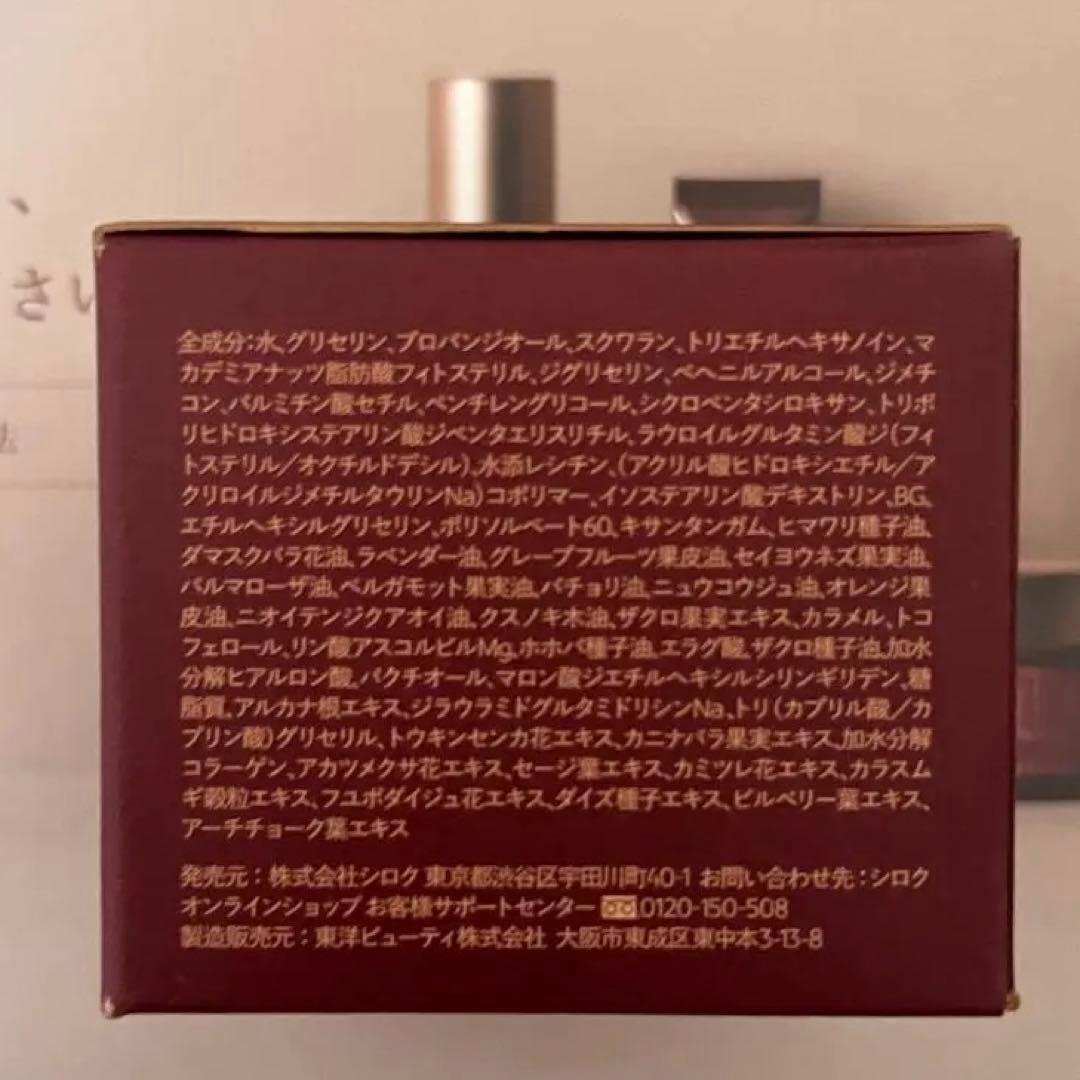 、
さい
法
全成分：水、グリセリン、プロパンジオール、スクワラン、トリエチルヘキサノイン、マ
カデミアナッツ脂肪酸フィトステリル、ジグリセリン、ベヘニルアルコール、ジメチ
コン、パルミチン酸セチル、ペンチレングリコール、シクロペンタシロキサン、トリポ
リヒドロキシステアリン酸ジペンタエリスリチル、ラウロイルグルタミン酸ジ（フィ
トステリル／オクチルドデシル）、水添レシチン、（アクリル酸ヒドロキシエチル／ア
クリロイルジメチルタウリンNa）コポリマー、イソステアリン酸デキストリン、BG、
エチルヘキシルグリセリン、ポリソルベート60、キサンタンガム、ヒマワリ種子油、
ダマスクバラ花油、ラベンダー油、グレープフルーツ果皮油、セイヨウネズ果実油、
パルマローザ油、ベルガモット果実油、パチョリ油、ニュウコウジュ油、オレンジ果
皮油、ニオイテンジクアオイ油、クスノキ木油、ザクロ果実エキス、カラメル、トコ
フェロール、リン酸アスコルビルMg、ホホバ種子油、エラグ酸、ザクロ種子油、加水
分解ヒアルロン酸、バクチオール、マロン酸ジエチルヘキシルシリンギリデン、糖
脂質、アルカナ根エキス、ジラウラミドグルタミドリシンNa、トリ（カプリル酸／カ
プリン酸）グリセリル、トウキンセンカ花エキス、カニナバラ果実エキス、加水分解
コラーゲン、アカツメクサ花エキス、セージ葉エキス、カミツレ花エキス、カラスム
ギ穀粒エキス、フユボダイジュ花エキス、ダイズ種子エキス、ビルベリー葉エキス、
アーチチョーク葉エキス
発売元：株式会社シロク 東京都渋谷区宇田川町40-1 お問い合わせ先：シロク
オンラインショップ お客様サポートセンター 0120-150-508
製造販売元：東洋ビューティ株式会社 大阪市東成区東中本3-13-8